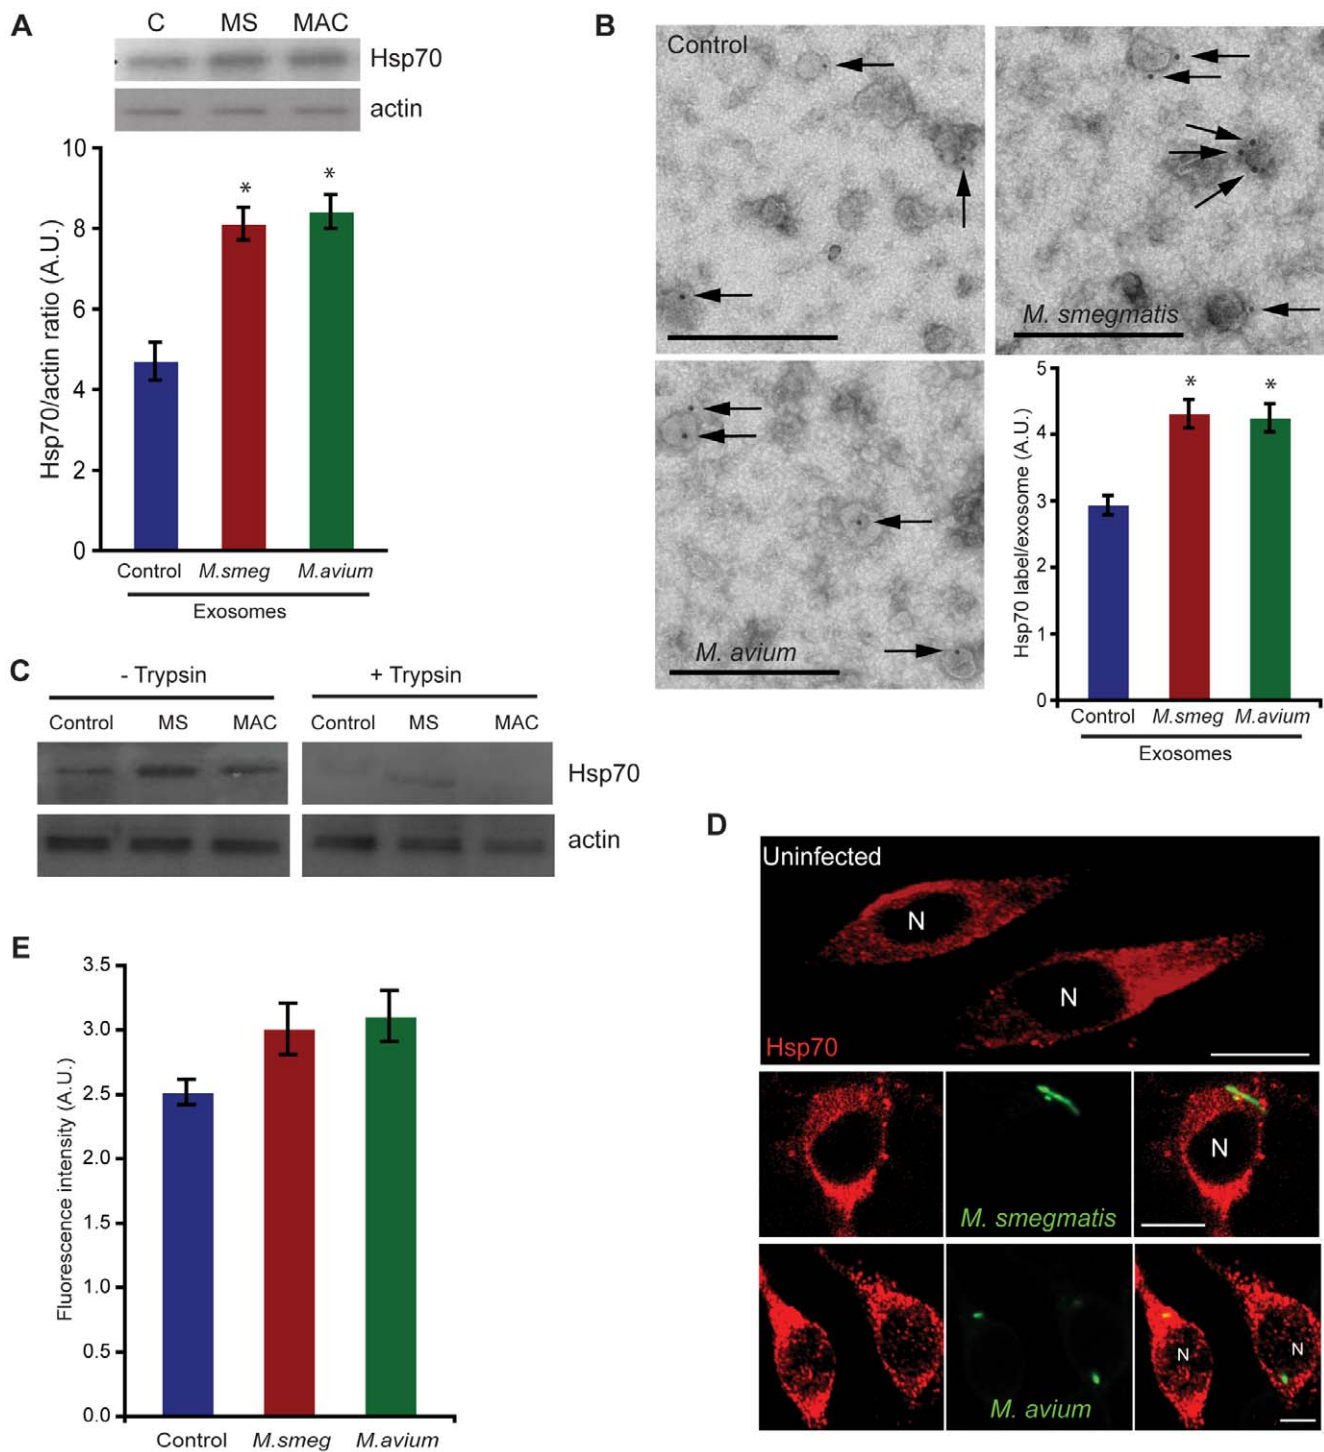 A
C MS MAC
Hsp70
actin
10
8
6
4
2
0
Hsp70/actin ratio (A.U.)
* *
Control M.smeg M.avium
Exosomes
B
Control
M. smegmatis
M. avium
5
4
3
2
1
0
Hsp70 label/exosome (A.U.)
* *
Control M.smeg M.avium
Exosomes
C
- Trypsin + Trypsin
Control MS MAC Control MS MAC
Hsp70
actin
D
Uninfected
N
N
Hsp70
N
M. smegmatis
N
N
M. avium
E
3.5
3.0
2.5
2.0
1.5
1.0
0.5
0.0
Fluorescence intensity (A.U.)
Control M.smeg M.avium